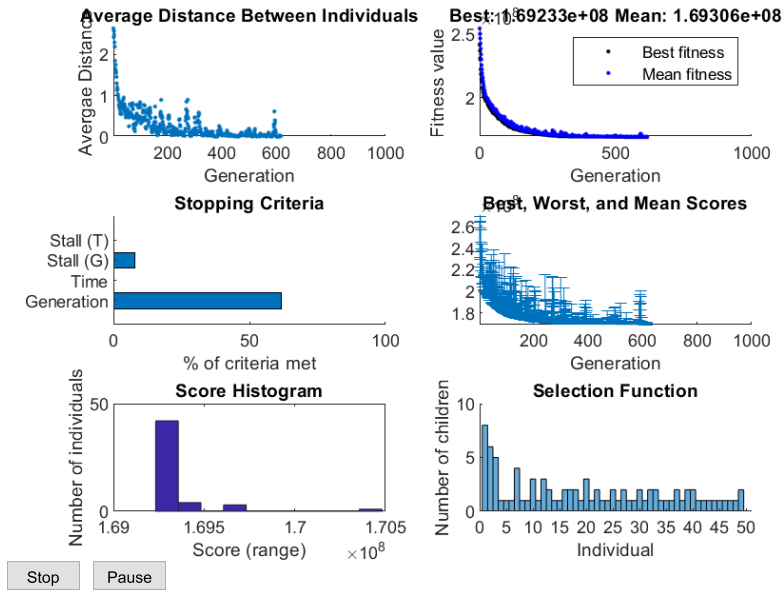 Average Distance Between Individuals
Avergae Distance
2
1
0
200 400 600 800 1000
Generation
Best: 1.69233e+08 Mean: 1.69306e+08
×10^8
Fitness value
2.5
2
Best fitness
Mean fitness
0 500 1000
Generation
Stopping Criteria
Stall (T)
Stall (G)
Time
Generation
0 50 100
% of criteria met
Best, Worst, and Mean Scores
×10^8
2.6
2.4
2.2
2
1.8
0 200 400 600 800 1000
Generation
Score Histogram
Number of individuals
50
0
1.69 1.695 1.7 1.705
Score (range)
×10^8
Selection Function
Number of children
10
5
0
0 5 10 15 20 25 30 35 40 45 50
Individual
Stop Pause